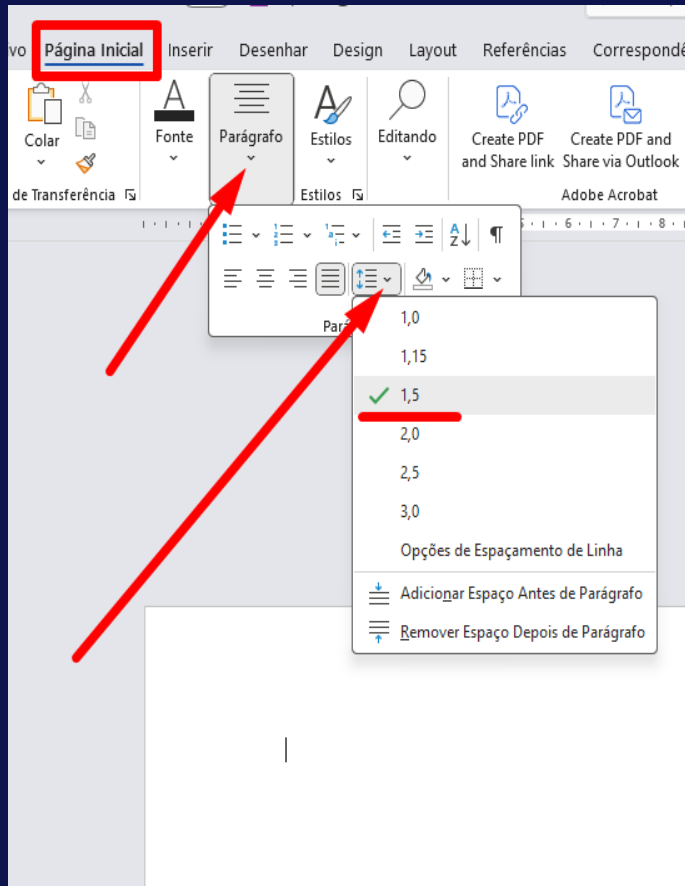 vo Página Inicial Inserir Desenhar Design Layout Referências Correspondê
Colar
Fonte
Parágrafo
Estilos
Editando
Create PDF
and Share link
Create PDF and
Share via Outlook
de Transferência
Estilos
Adobe Acrobat
6 7 8
Pará
1,0
1,15
1,5
2,0
2,5
3,0
Opções de Espaçamento de Linha
Adicionar Espaço Antes de Parágrafo
Remover Espaço Depois de Parágrafo